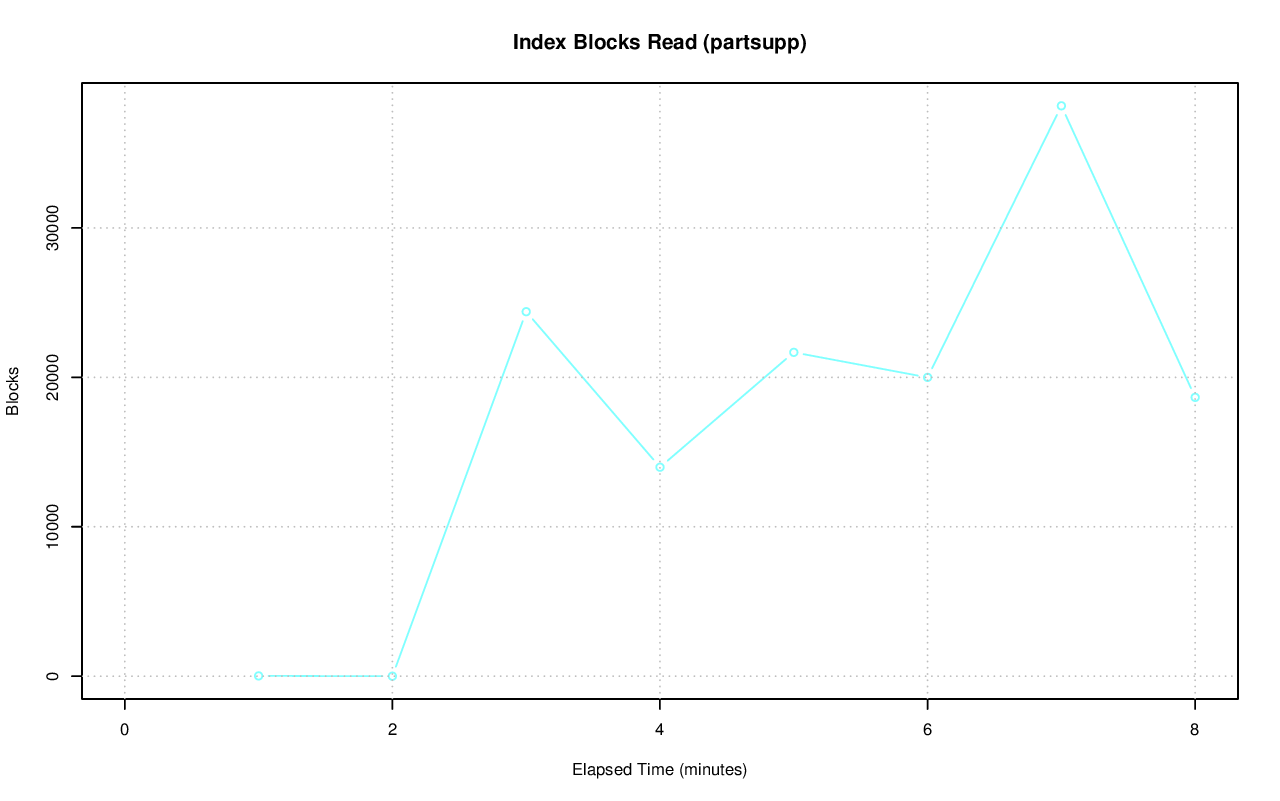 Index Blocks Read (partsupp)
Blocks
30000
20000
10000
0
0 2 4 6 8
Elapsed Time (minutes)